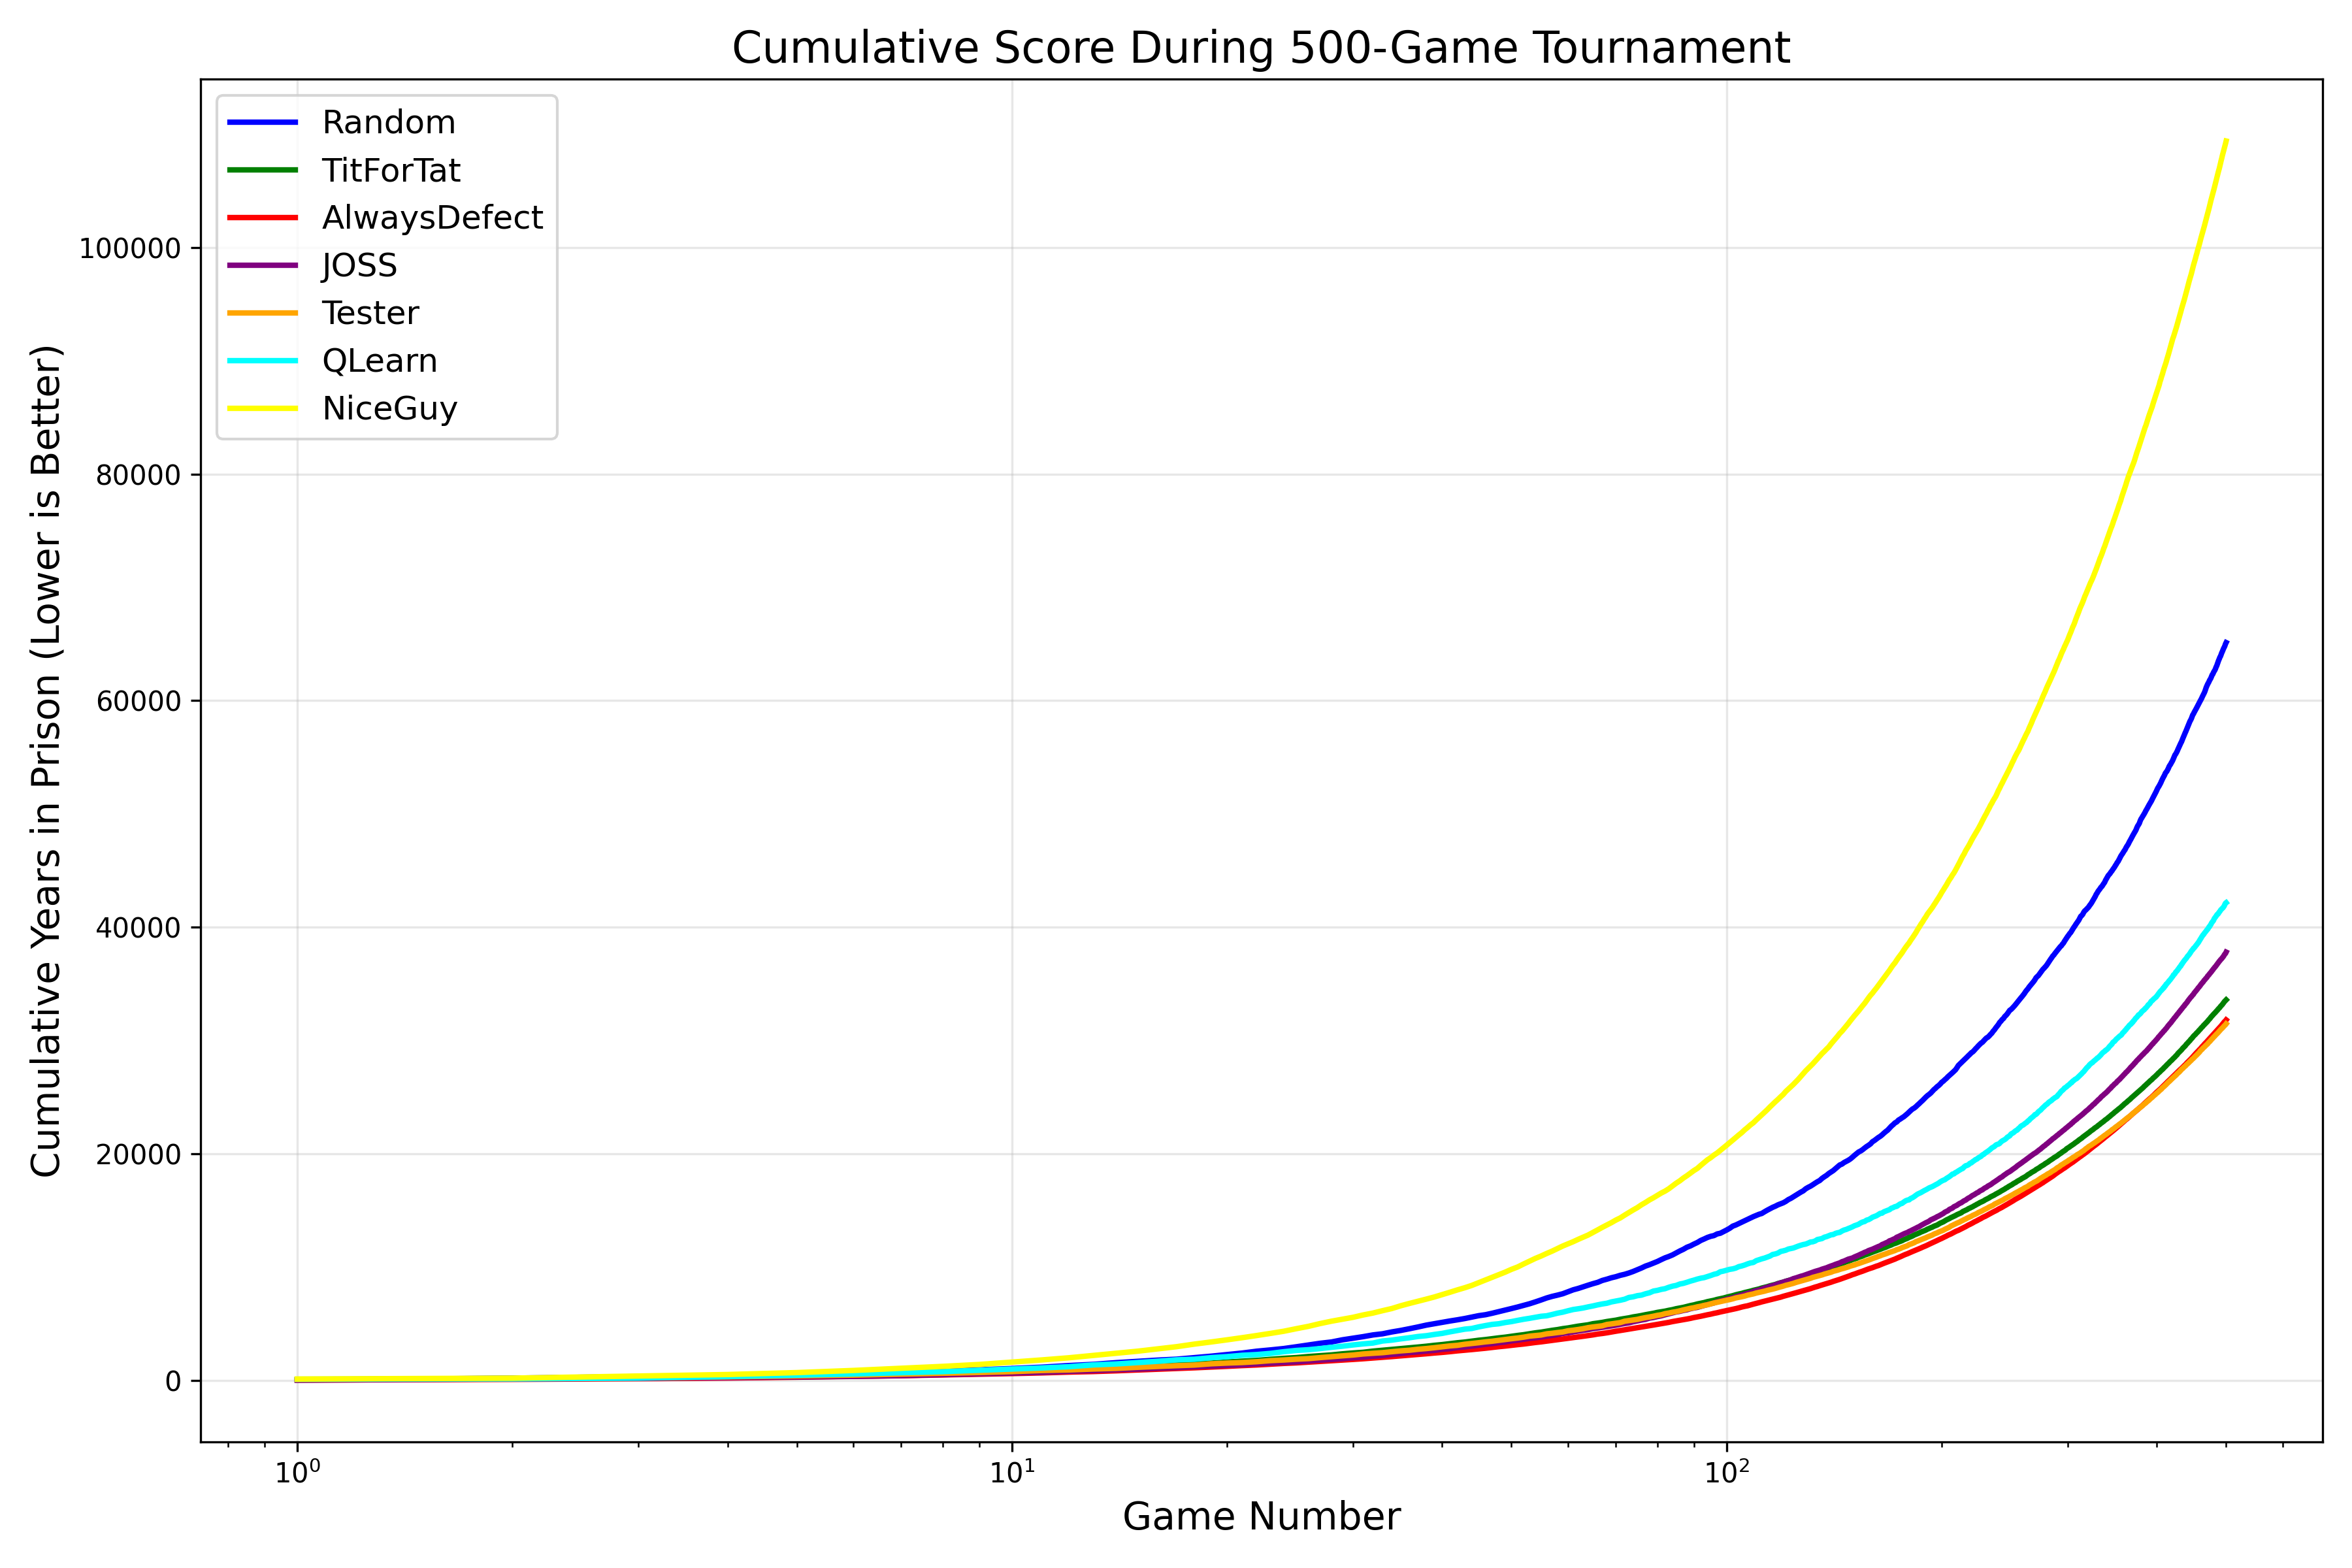 Cumulative Score During 500-Game Tournament
Random
TitForTat
AlwaysDefect
JOSS
Tester
QLearn
NiceGuy
Cumulative Years in Prison (Lower is Better)
100000
80000
60000
40000
20000
0
10⁰ 10¹ 10²
Game Number